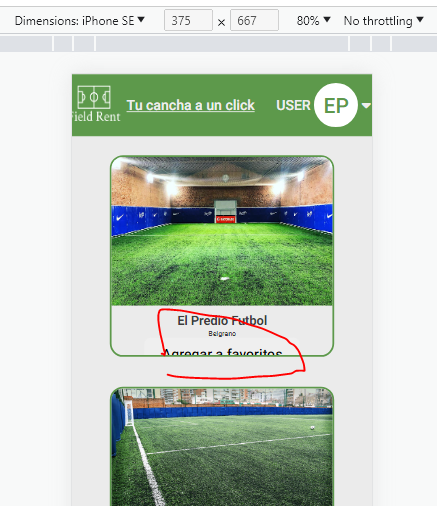 Dimensions: iPhone SE ▼ 375 × 667 80% ▼ No throttling ▼
Field Rent
Tu cancha a un click
USER EP
El Predio Futbol
Belgrano
Agregar a favoritos